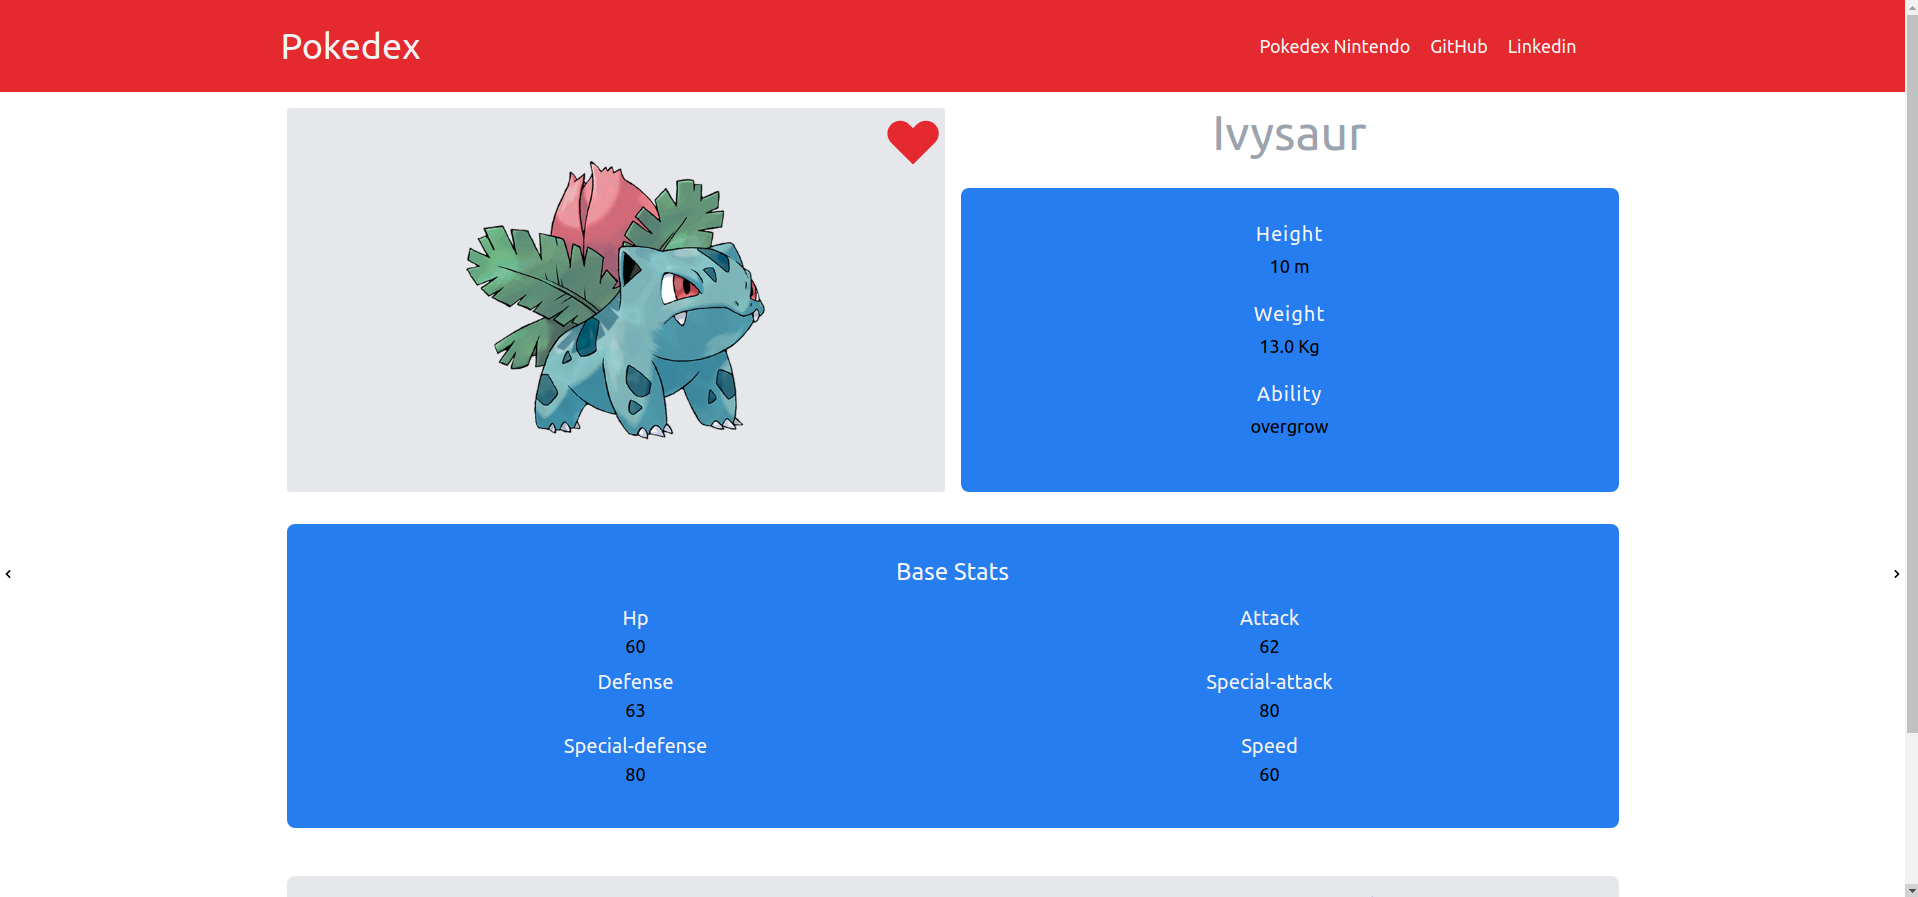 Pokedex
Pokedex Nintendo GitHub Linkedin
Ivysaur
Height
10 m
Weight
13.0 Kg
Ability
overgrow
Base Stats
Hp Attack
60 62
Defense Special-attack
63 80
Special-defense Speed
80 60